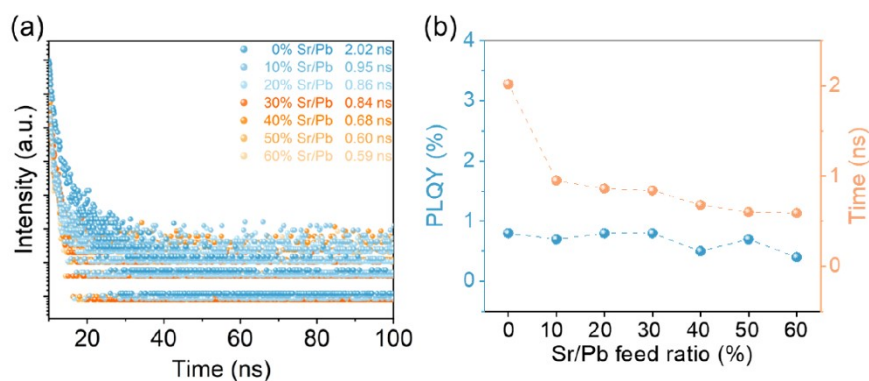 (a)
Intensity (a.u.)
0% Sr/Pb 2.02 ns
10% Sr/Pb 0.95 ns
20% Sr/Pb 0.86 ns
30% Sr/Pb 0.84 ns
40% Sr/Pb 0.68 ns
50% Sr/Pb 0.60 ns
60% Sr/Pb 0.59 ns
20 40 60 80 100
Time (ns)
(b)
PLQY (%)
4
3
2
1
0
2
1
0
Time (ns)
0 10 20 30 40 50 60
Sr/Pb feed ratio (%)